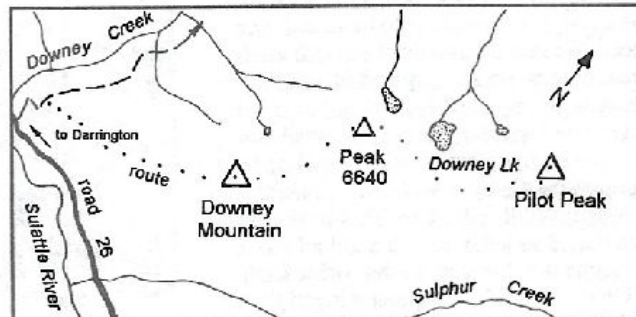 Downey Creek
N
to Darrington
route
Peak
6640
Downey Lk
Pilot Peak
Downey
Mountain
road 26
Suiattle River
Sulphur Creek